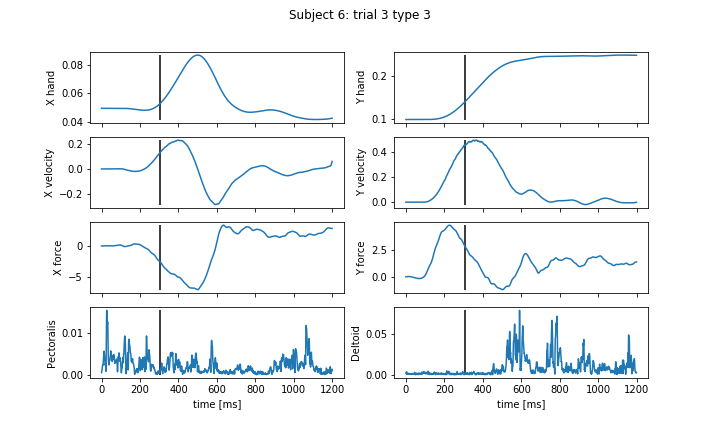 Subject 6: trial 3 type 3
X hand
0.08
0.06
0.04
Y hand
0.2
0.1
X velocity
0.2
0.0
−0.2
Y velocity
0.4
0.2
0.0
X force
0
−5
Y force
2.5
0.0
Pectoralis
0.01
0.00
0 200 400 600 800 1000 1200
time [ms]
Deltoid
0.05
0.00
0 200 400 600 800 1000 1200
time [ms]